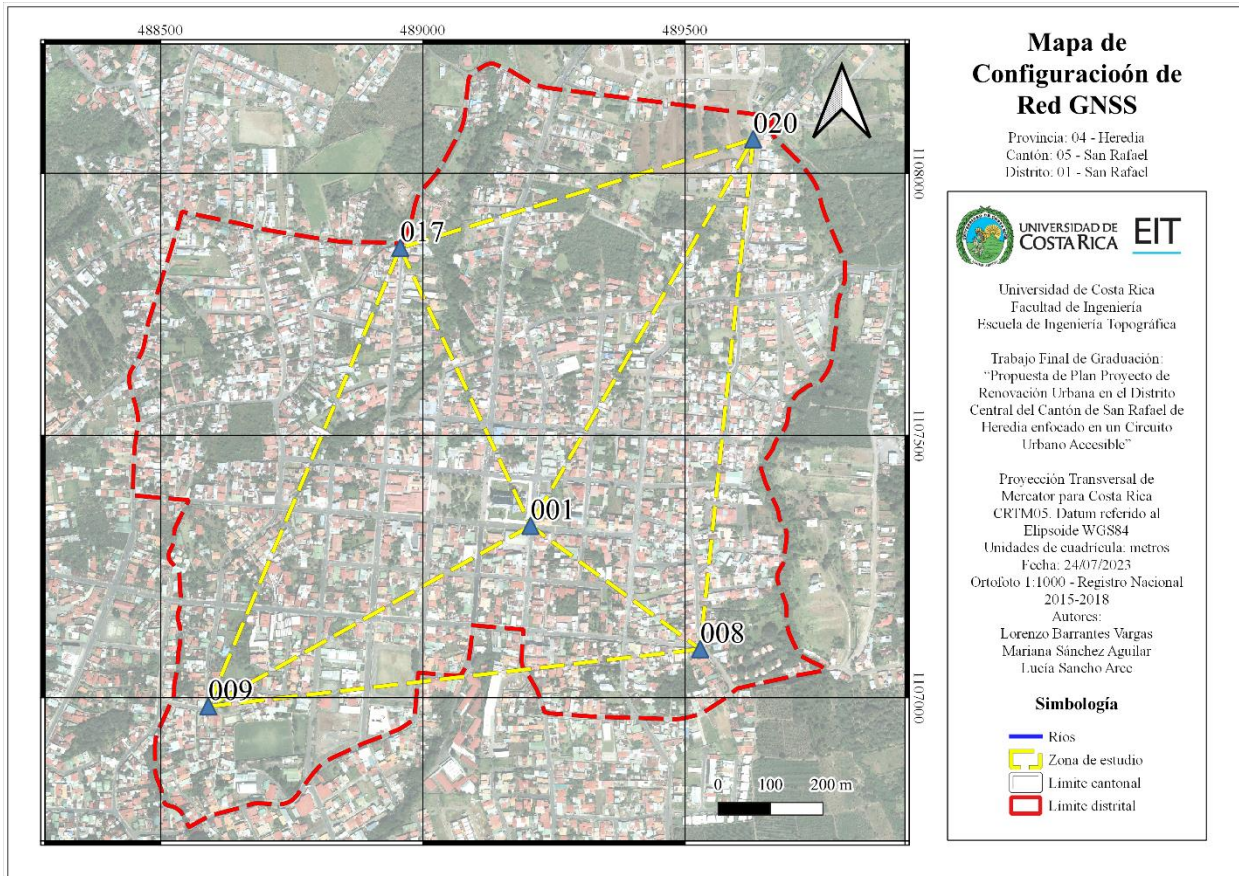 488500
489000
489500
1108000
1107500
1107000
020
017
001
008
009
0 100 200 m
Mapa de
Configuracioón de
Red GNSS
Provincia: 04 - Heredia
Cantón: 05 - San Rafael
Distrito: 01 - San Rafael
UNIVERSIDAD DE
COSTA RICA
EIT
Universidad de Costa Rica
Facultad de Ingeniería
Escuela de Ingeniería Topográfica
Trabajo Final de Graduación:
“Propuesta de Plan Proyecto de
Renovación Urbana en el Distrito
Central del Cantón de San Rafael de
Heredia enfocado en un Circuito
Urbano Accesible”
Proyección Transversal de
Mercator para Costa Rica
CRTM05. Datum referido al
Elipsoide WGS84
Unidades de cuadrícula: metros
Fecha: 24/07/2023
Ortofoto 1:1000 - Registro Nacional
2015-2018
Autores:
Lorenzo Barrantes Vargas
Mariana Sánchez Aguilar
Lucía Sancho Arce
Simbología
Ríos
Zona de estudio
Límite cantonal
Límite distrital